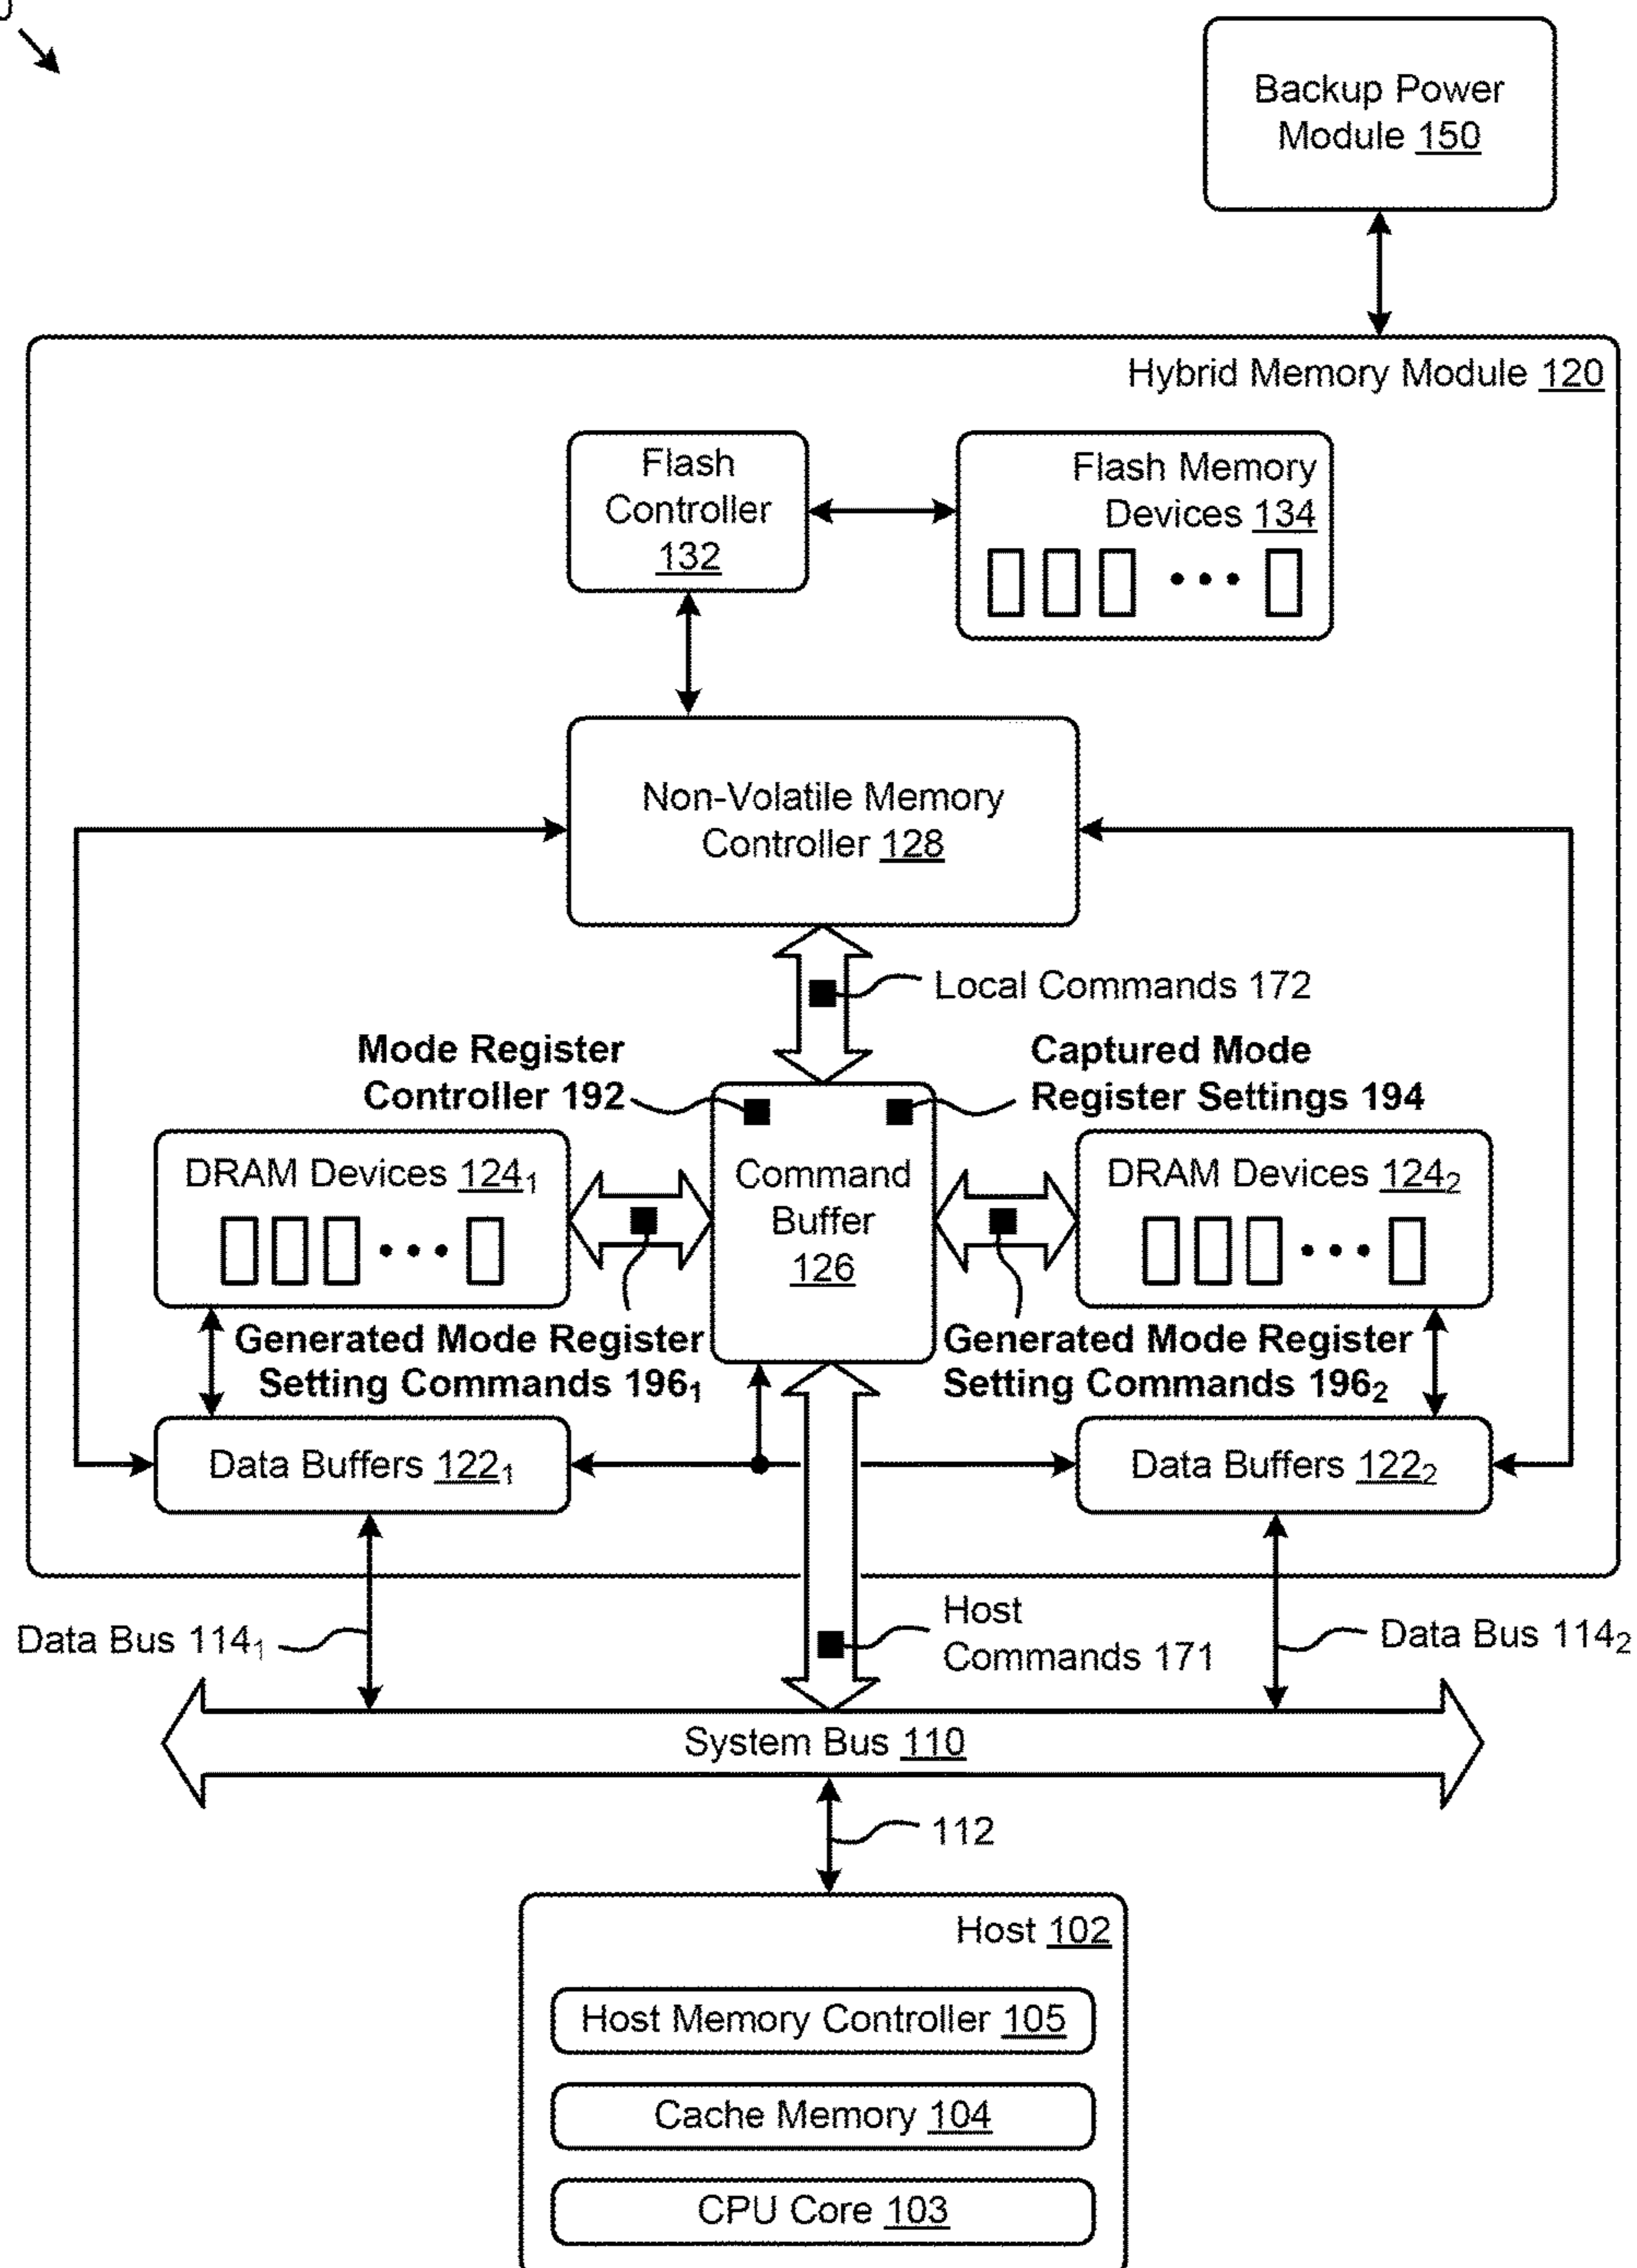 Backup Power
Module 150
Hybrid Memory Module 120
Flash
Controller
132
Flash Memory
Devices 134
Non-Volatile Memory
Controller 128
Local Commands 172
Mode Register
Controller 192
Captured Mode
Register Settings 194
DRAM Devices 124₁
Command
Buffer
126
DRAM Devices 124₂
Generated Mode Register
Setting Commands 196₁
Generated Mode Register
Setting Commands 196₂
Data Buffers 122₁
Data Buffers 122₂
Data Bus 114₁
Host
Commands 171
Data Bus 114₂
System Bus 110
112
Host 102
Host Memory Controller 105
Cache Memory 104
CPU Core 103